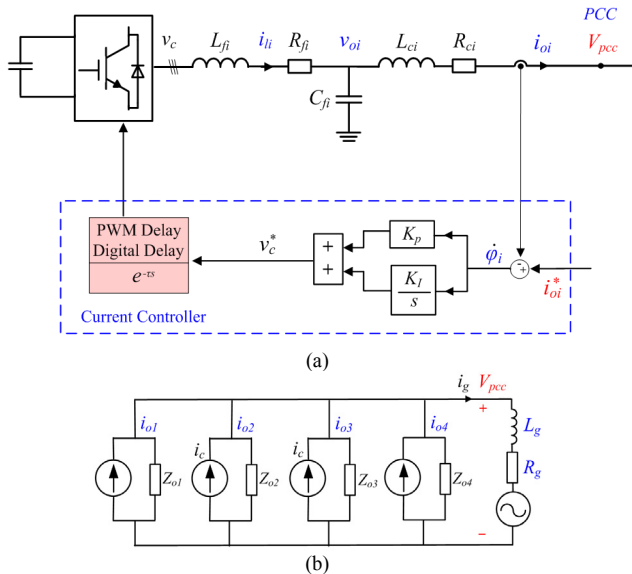 PCC
v_c L_fi i_li R_fi v_oi L_ci R_ci i_oi V_pcc
C_fi
PWM Delay
Digital Delay
e^-τs
v_c^*
+
+
K_p
K_I
s
φ̇_i
-
+
i_oi^*
Current Controller
(a)
i_g V_pcc
i_o1 i_o2 i_o3 i_o4 + L_g
i_c i_c
Z_o1 Z_o2 Z_o3 Z_o4 R_g
−
(b)